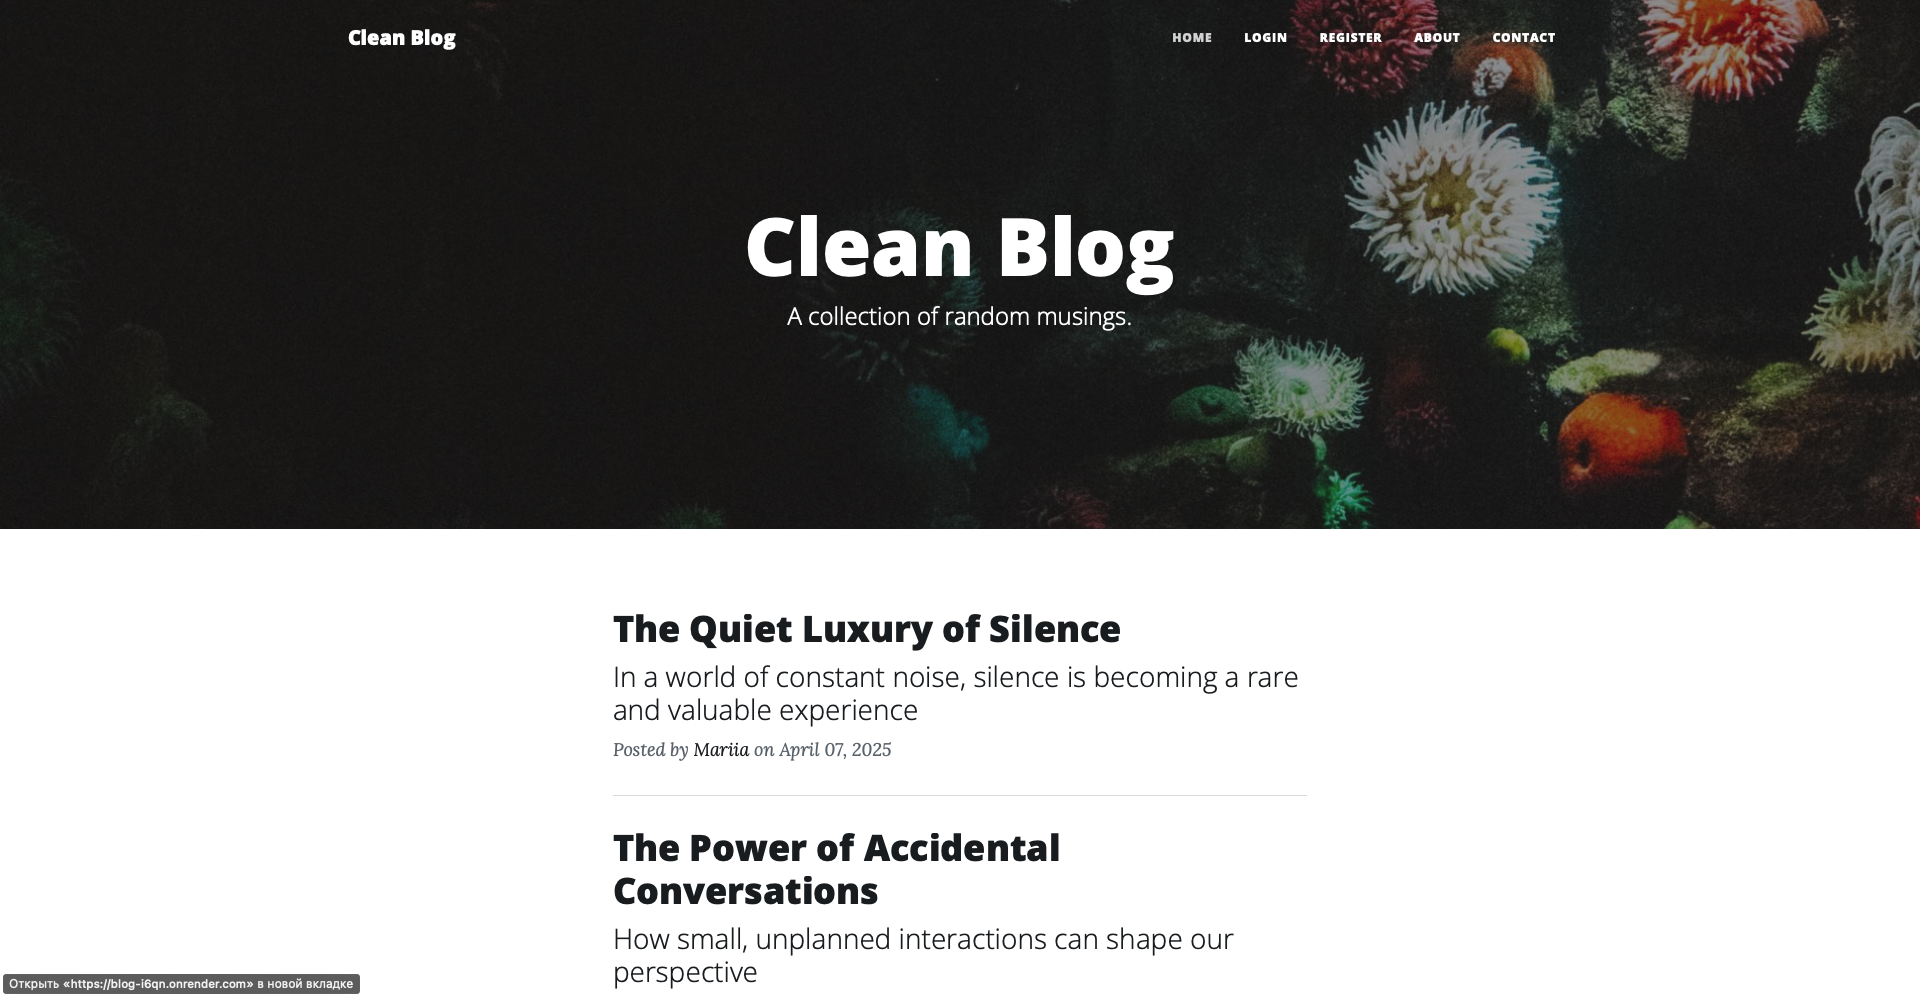 Clean Blog
HOME LOGIN REGISTER ABOUT CONTACT
Clean Blog
A collection of random musings.
The Quiet Luxury of Silence
In a world of constant noise, silence is becoming a rare
and valuable experience
Posted by Mariia on April 07, 2025
The Power of Accidental
Conversations
How small, unplanned interactions can shape our
perspective
Открыть «https://blog-i6qn.onrender.com» в новой вкладке